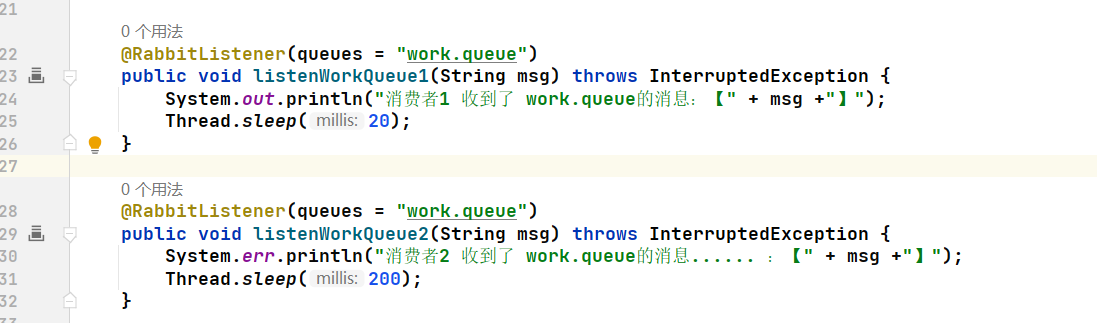 21
0 个用法
22 @RabbitListener(queues = "work.queue")
23 public void listenWorkQueue1(String msg) throws InterruptedException {
24 System.out.println("消费者1 收到了 work.queue的消息：【" + msg +"】");
25 Thread.sleep( millis: 20);
26 }
27
0 个用法
28 @RabbitListener(queues = "work.queue")
29 public void listenWorkQueue2(String msg) throws InterruptedException {
30 System.err.println("消费者2 收到了 work.queue的消息...... ：【" + msg +"】");
31 Thread.sleep( millis: 200);
32 }
33